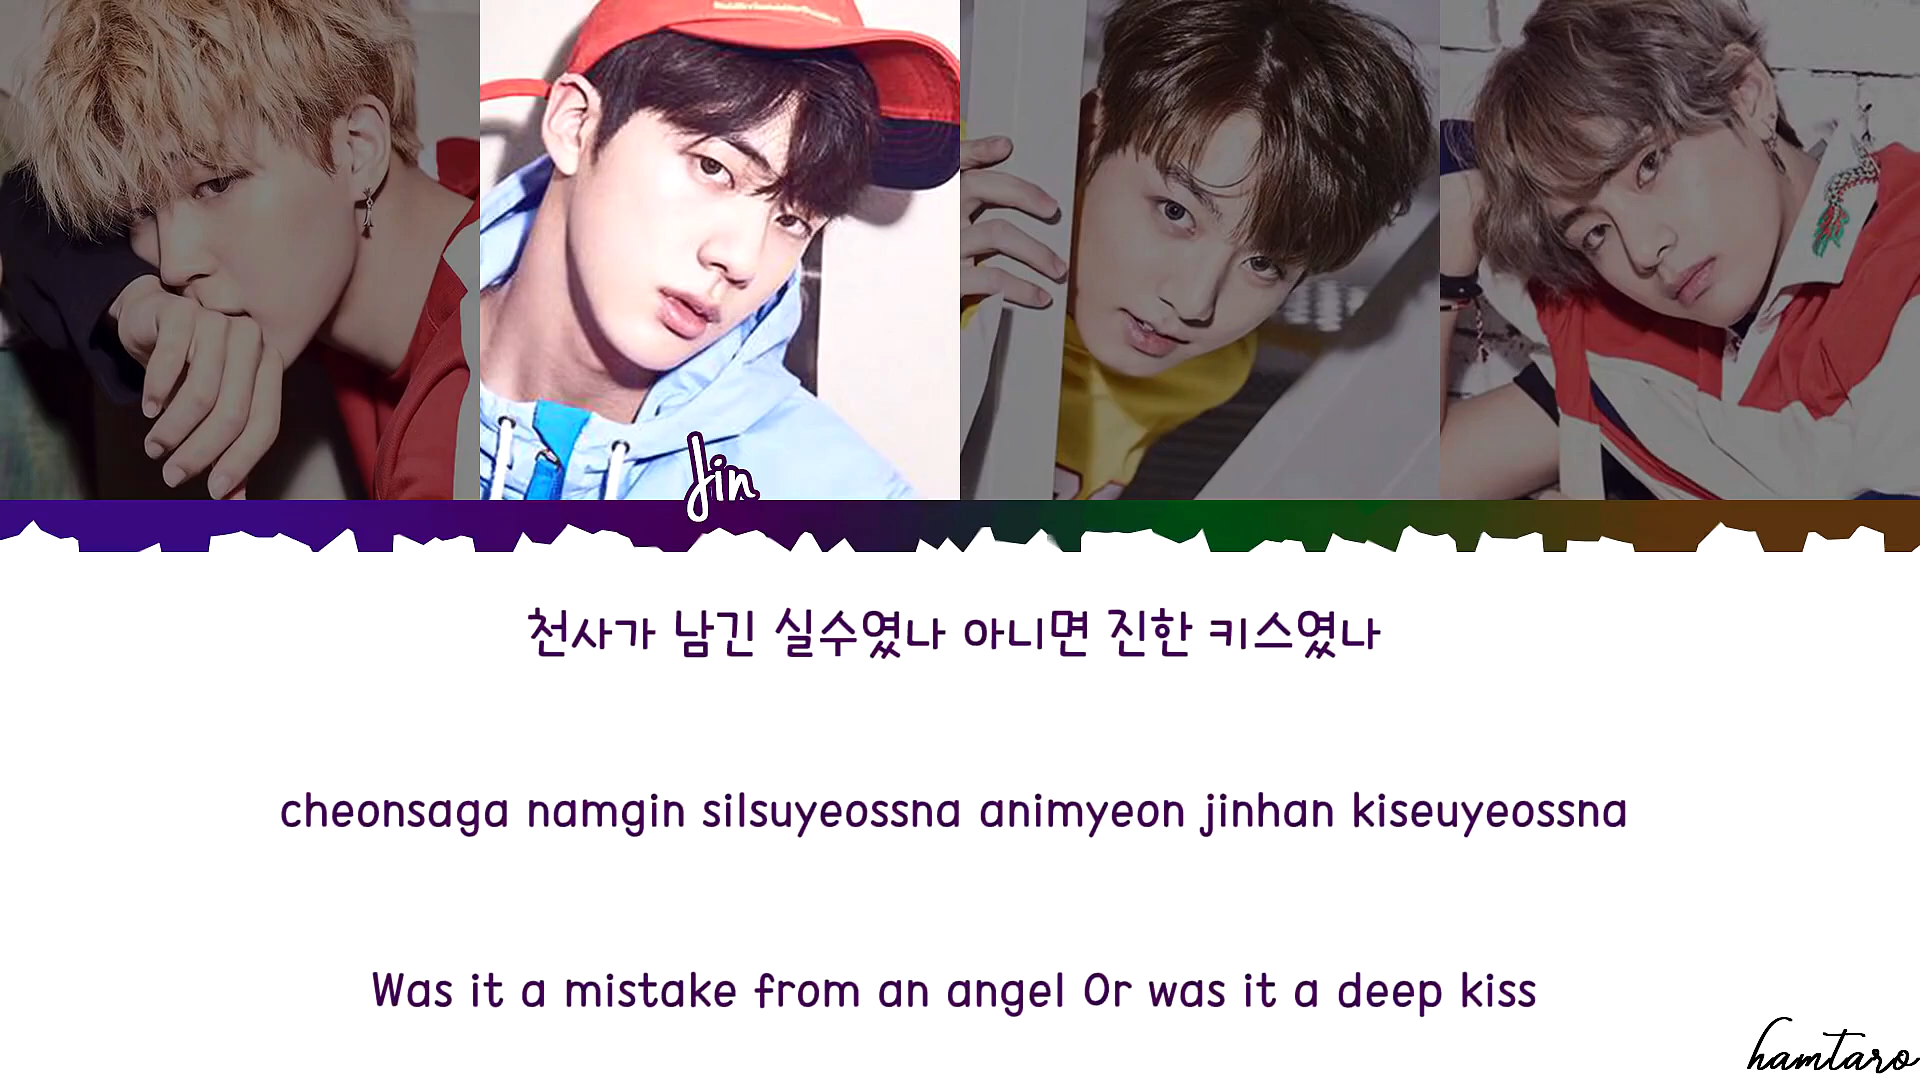 Jin
천사가 남긴 실수였나 아니면 진한 키스였나
cheonsaga namgin silsuyeossna animyeon jinhan kiseuyeossna
Was it a mistake from an angel Or was it a deep kiss
hamtaro